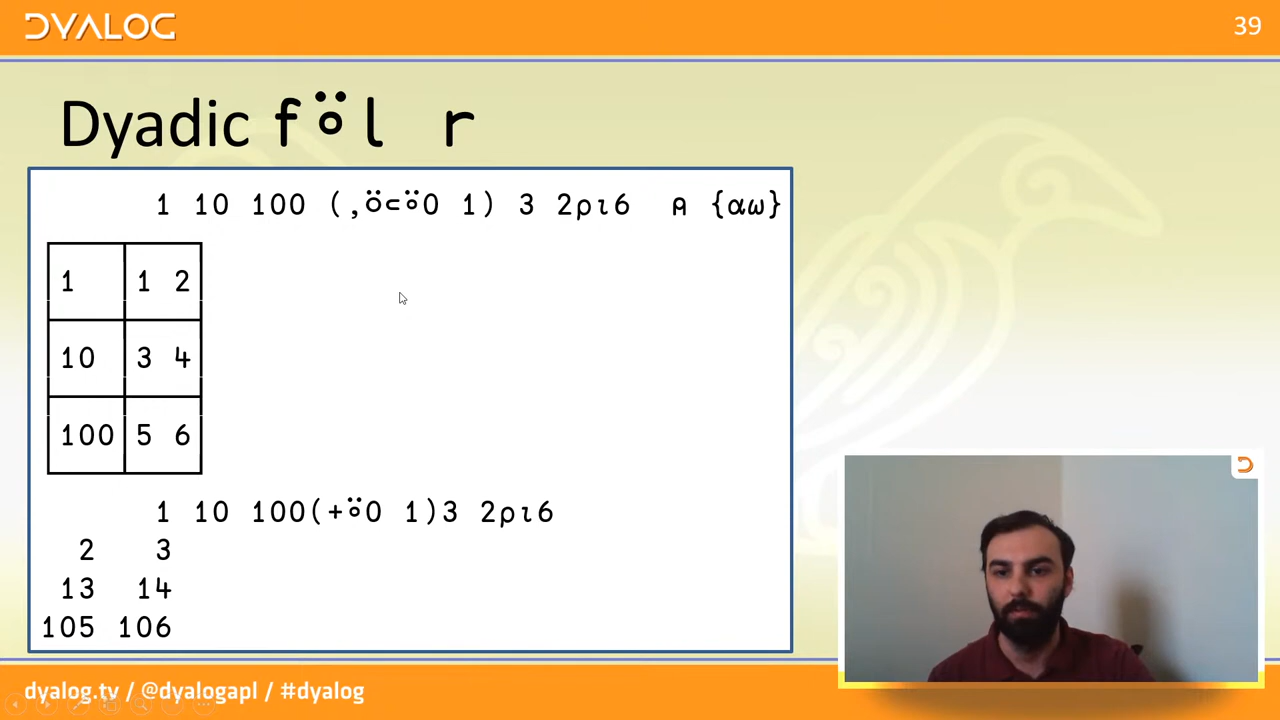 DYALOG
39
Dyadic f⍤l r
1 10 100 (,⍥⊂⍤0 1) 3 2⍴⍳6 ⍝ {⍺⍵}
1 1 2
10 3 4
100 5 6
1 10 100(+⍤0 1)3 2⍴⍳6
2 3
13 14
105 106
dyalog.tv / @dyalogapl / #dyalog